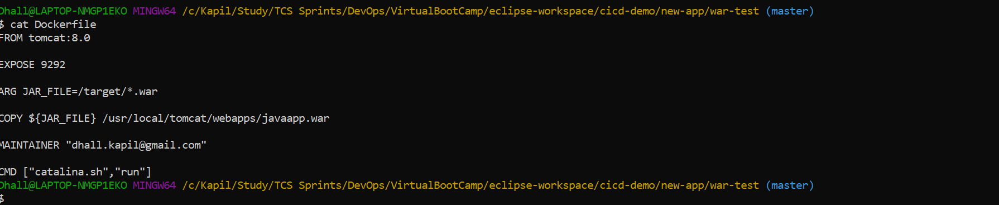 Dhall@LAPTOP-NMGP1EKO MINGW64 /c/Kapil/Study/TCS Sprints/DevOps/VirtualBootCamp/eclipse-workspace/cicd-demo/new-app/war-test (master)
$ cat Dockerfile
FROM tomcat:8.0
EXPOSE 9292
ARG JAR_FILE=/target/*.war
COPY ${JAR_FILE} /usr/local/tomcat/webapps/javaapp.war
MAINTAINER "dhall.kapil@gmail.com"
CMD ["catalina.sh","run"]
Dhall@LAPTOP-NMGP1EKO MINGW64 /c/Kapil/Study/TCS Sprints/DevOps/VirtualBootCamp/eclipse-workspace/cicd-demo/new-app/war-test (master)
$